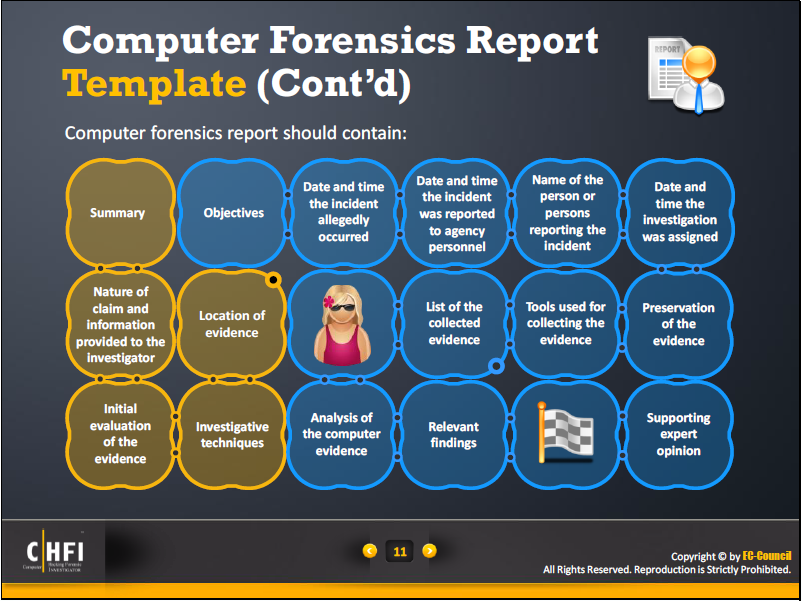 Computer Forensics Report
Template (Cont'd)
REPORT
Computer forensics report should contain:
Summary
Objectives
Date and time
the incident
allegedly
occurred
Date and time
the incident
was reported
to agency
personnel
Name of the
person or
persons
reporting the
incident
Date and
time the
investigation
was assigned
Nature of
claim and
information
provided to the
investigator
Location of
evidence
List of the
collected
evidence
Tools used for
collecting the
evidence
Preservation
of the
evidence
Initial
evaluation
of the
evidence
Investigative
techniques
Analysis of
the computer
evidence
Relevant
findings
Supporting
expert
opinion
CHFI
Computer Hacking Forensic
INVESTIGATOR
11
Copyright © by EC-Council
All Rights Reserved. Reproduction is Strictly Prohibited.